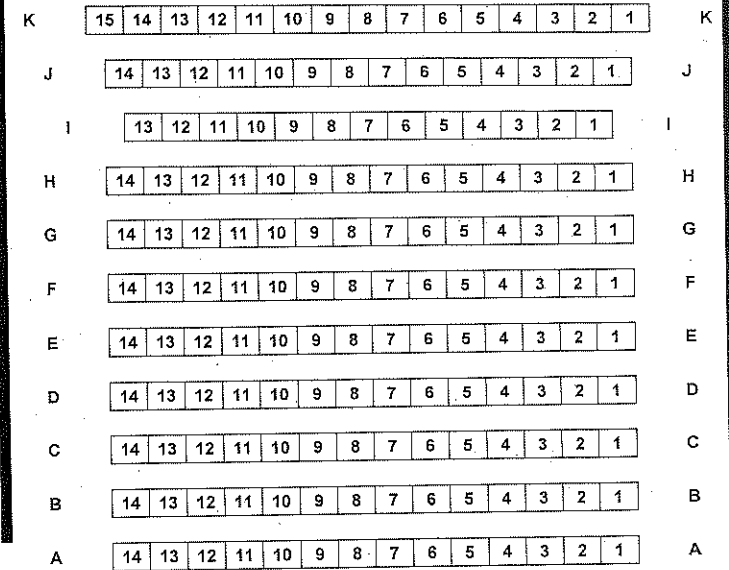 K 15 14 13 12 11 10 9 8 7 6 5 4 3 2 1 K
J 14 13 12 11 10 9 8 7 6 5 4 3 2 1 J
I 13 12 11 10 9 8 7 6 5 4 3 2 1 I
H 14 13 12 11 10 9 8 7 6 5 4 3 2 1 H
G 14 13 12 11 10 9 8 7 6 5 4 3 2 1 G
F 14 13 12 11 10 9 8 7 6 5 4 3 2 1 F
E 14 13 12 11 10 9 8 7 6 5 4 3 2 1 E
D 14 13 12 11 10 9 8 7 6 5 4 3 2 1 D
C 14 13 12 11 10 9 8 7 6 5 4 3 2 1 C
B 14 13 12 11 10 9 8 7 6 5 4 3 2 1 B
A 14 13 12 11 10 9 8 7 6 5 4 3 2 1 A